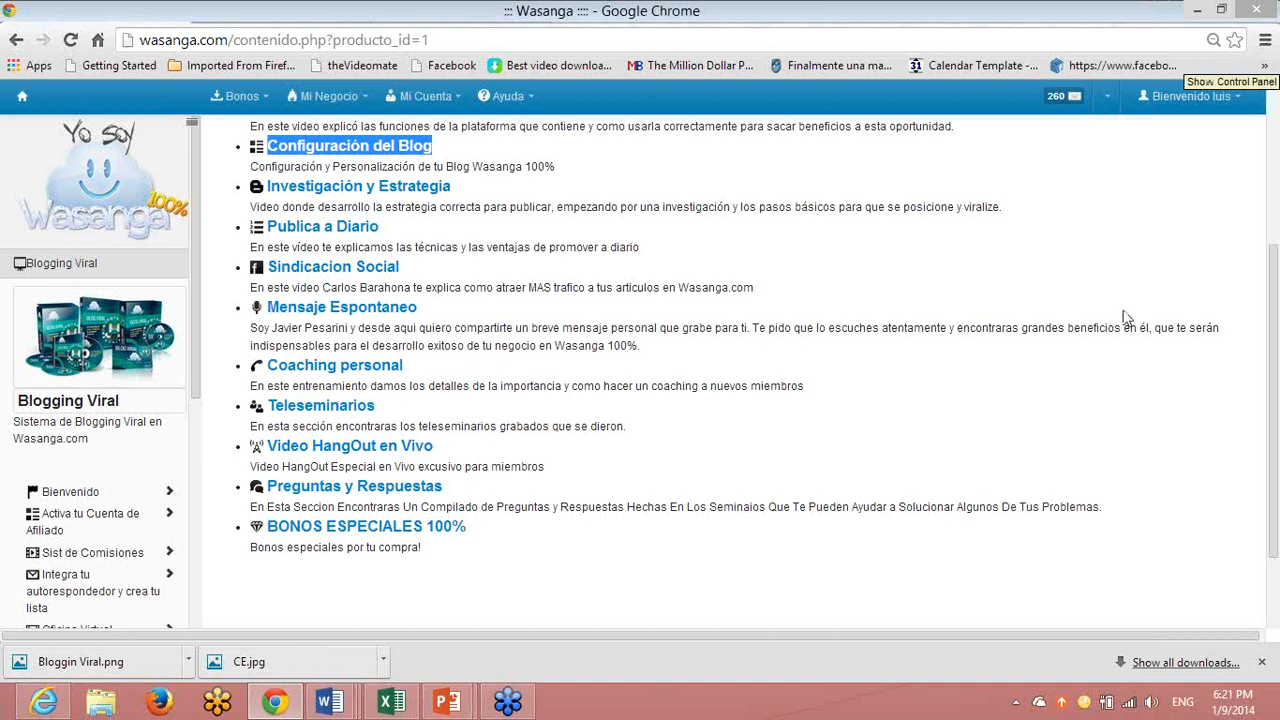 ::: Wasanga :::: - Google Chrome
wasanga.com/contenido.php?producto_id=1
Apps Getting Started Imported From Firef... theVideomate Facebook Best video downloa... The Million Dollar P... Finalmente una ma... Calendar Template -... https://www.facebo... »
Show Control Panel
Bonos Mi Negocio Mi Cuenta Ayuda 260 Bienvenido luis
Yo soy
Wasanga 100%
Blogging Viral
Blogging Viral
Sistema de Blogging Viral en
Wasanga.com
Bienvenido
Activa tu Cuenta de
Afiliado
Sist de Comisiones
Integra tu
autorespondedor y crea tu
lista
Oficina Virtual
En este video explicó las funciones de la plataforma que contiene y como usarla correctamente para sacar beneficios a esta oportunidad.
Configuración del Blog
Configuración y Personalización de tu Blog Wasanga 100%
Investigación y Estrategia
Video donde desarrollo la estrategia correcta para publicar, empezando por una investigación y los pasos básicos para que se posicione y viralize.
Publica a Diario
En este vídeo te explicamos las técnicas y las ventajas de promover a diario
Sindicacion Social
En este video Carlos Barahona te explica como atraer MAS trafico a tus articulos en Wasanga.com
Mensaje Espontaneo
Soy Javier Pesarini y desde aqui quiero compartirte un breve mensaje personal que grabe para ti. Te pido que lo escuches atentamente y encontraras grandes beneficios en él, que te serán
indispensables para el desarrollo exitoso de tu negocio en Wasanga 100%.
Coaching personal
En este entrenamiento damos los detalles de la importancia y como hacer un coaching a nuevos miembros
Teleseminarios
En esta sección encontraras los teleseminarios grabados que se dieron.
Video HangOut en Vivo
Video HangOut Especial en Vivo excusivo para miembros
Preguntas y Respuestas
En Esta Seccion Encontraras Un Compilado de Preguntas y Respuestas Hechas En Los Seminaios Que Te Pueden Ayudar a Solucionar Algunos De Tus Problemas.
BONOS ESPECIALES 100%
Bonos especiales por tu compra!
Bloggin Viral.png CE.jpg Show all downloads...
ENG 6:21 PM
1/9/2014